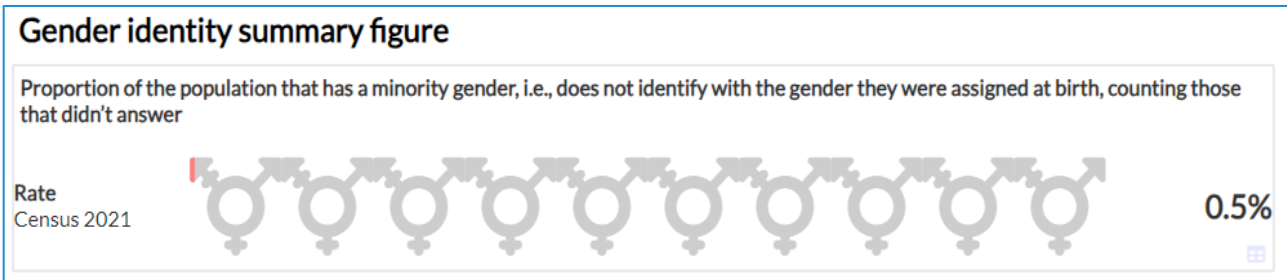 Gender identity summary figure
Proportion of the population that has a minority gender, i.e., does not identify with the gender they were assigned at birth, counting those
that didn't answer
Rate
Census 2021
0.5%